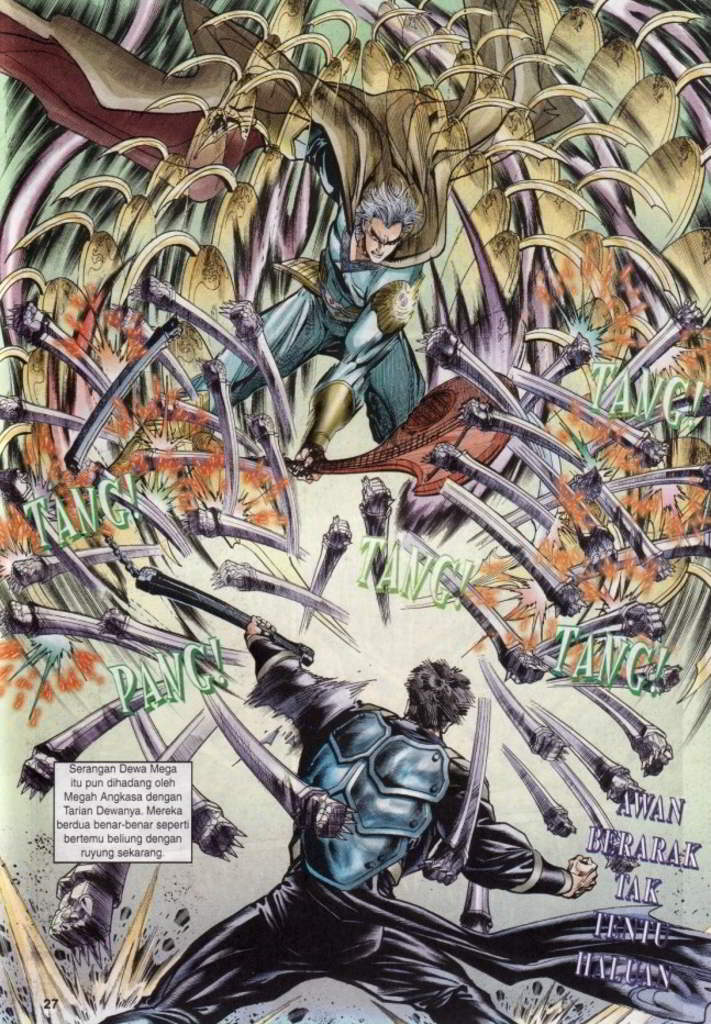 TANG!
TANG!
TANG!
TANG!
PANG!
Serangan Dewa Mega
itu pun dihadang oleh
Megah Angkasa dengan
Tarian Dewanya. Mereka
berdua benar-benar seperti
bertemu beliung dengan
ruyung sekarang.
AWAN
BERARAK
TAK
TENTU
HALUAN
27